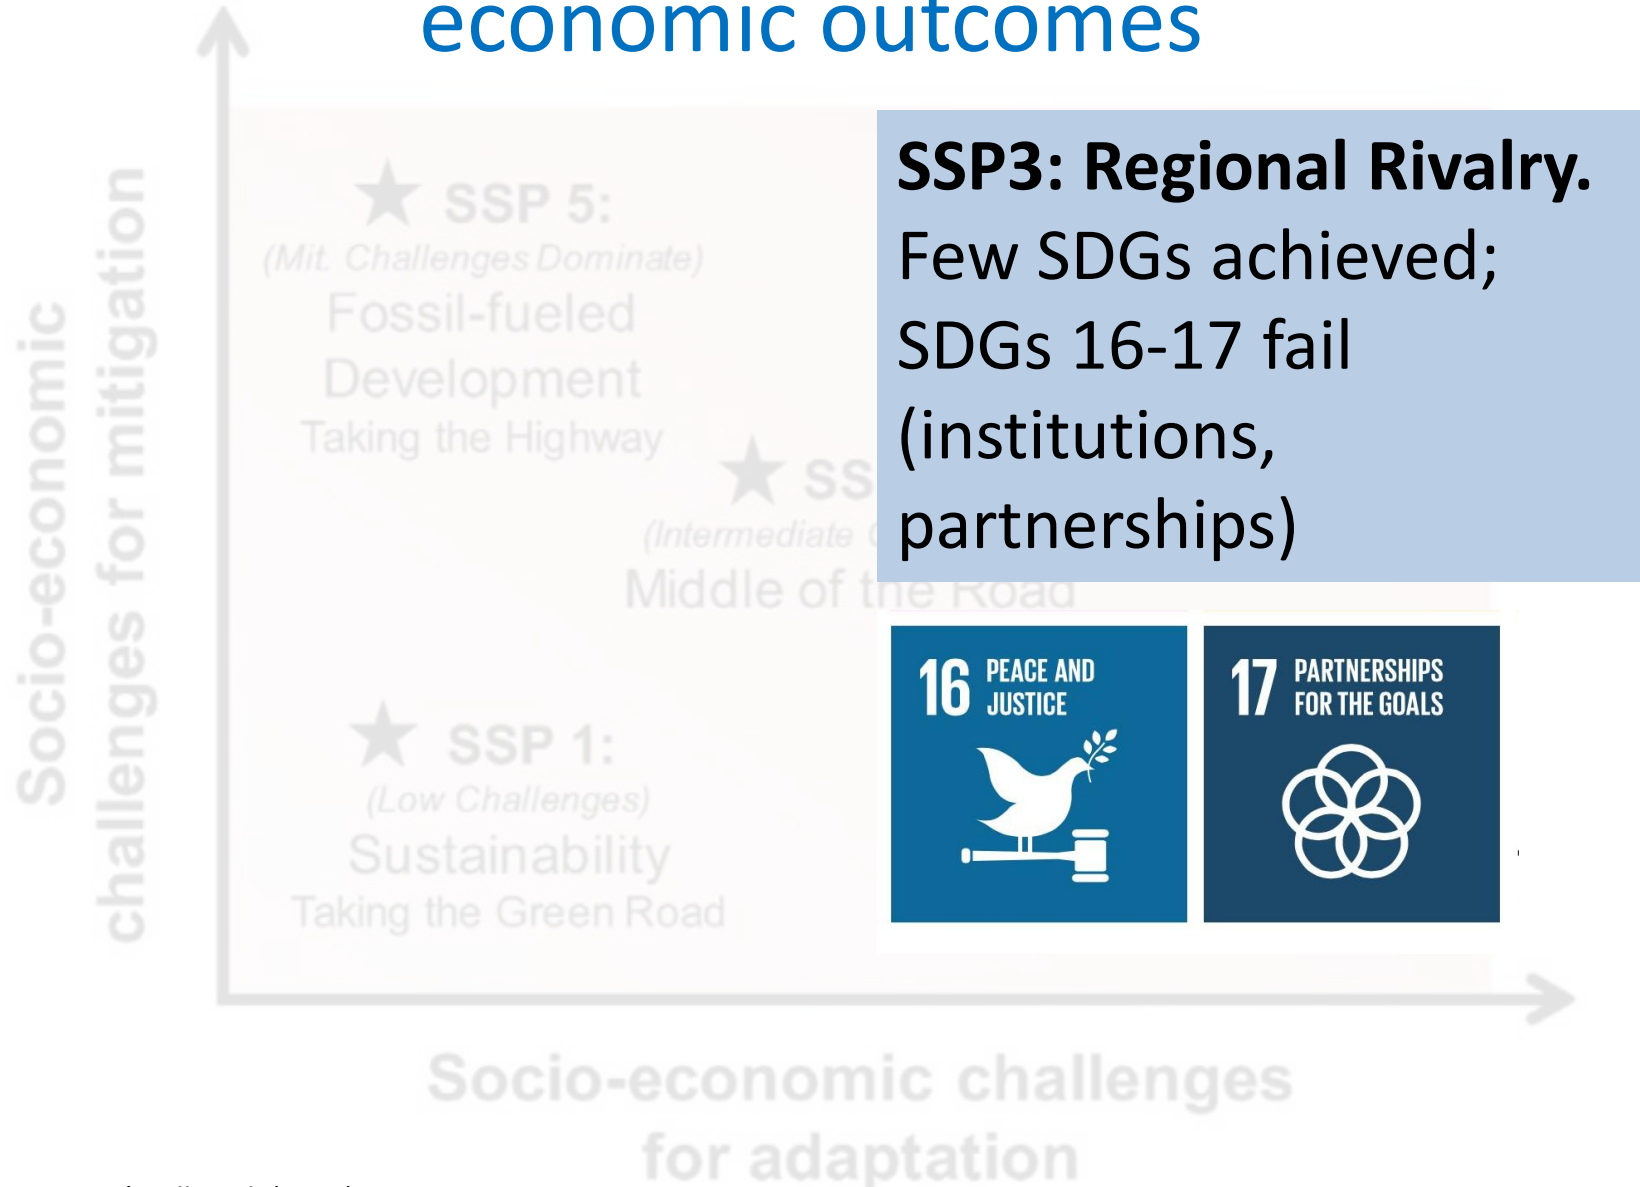 economic outcomes
Socio-economic
challenges for mitigation
SSP 5:
(Mit. Challenges Dominate)
Fossil-fueled
Development
Taking the Highway
SSP3: Regional Rivalry.
Few SDGs achieved;
SDGs 16-17 fail
(institutions,
partnerships)
SS
(Intermediate
Middle of the Road
16 PEACE AND
JUSTICE
17 PARTNERSHIPS
FOR THE GOALS
SSP 1:
(Low Challenges)
Sustainability
Taking the Green Road
Socio-economic challenges
for adaptation